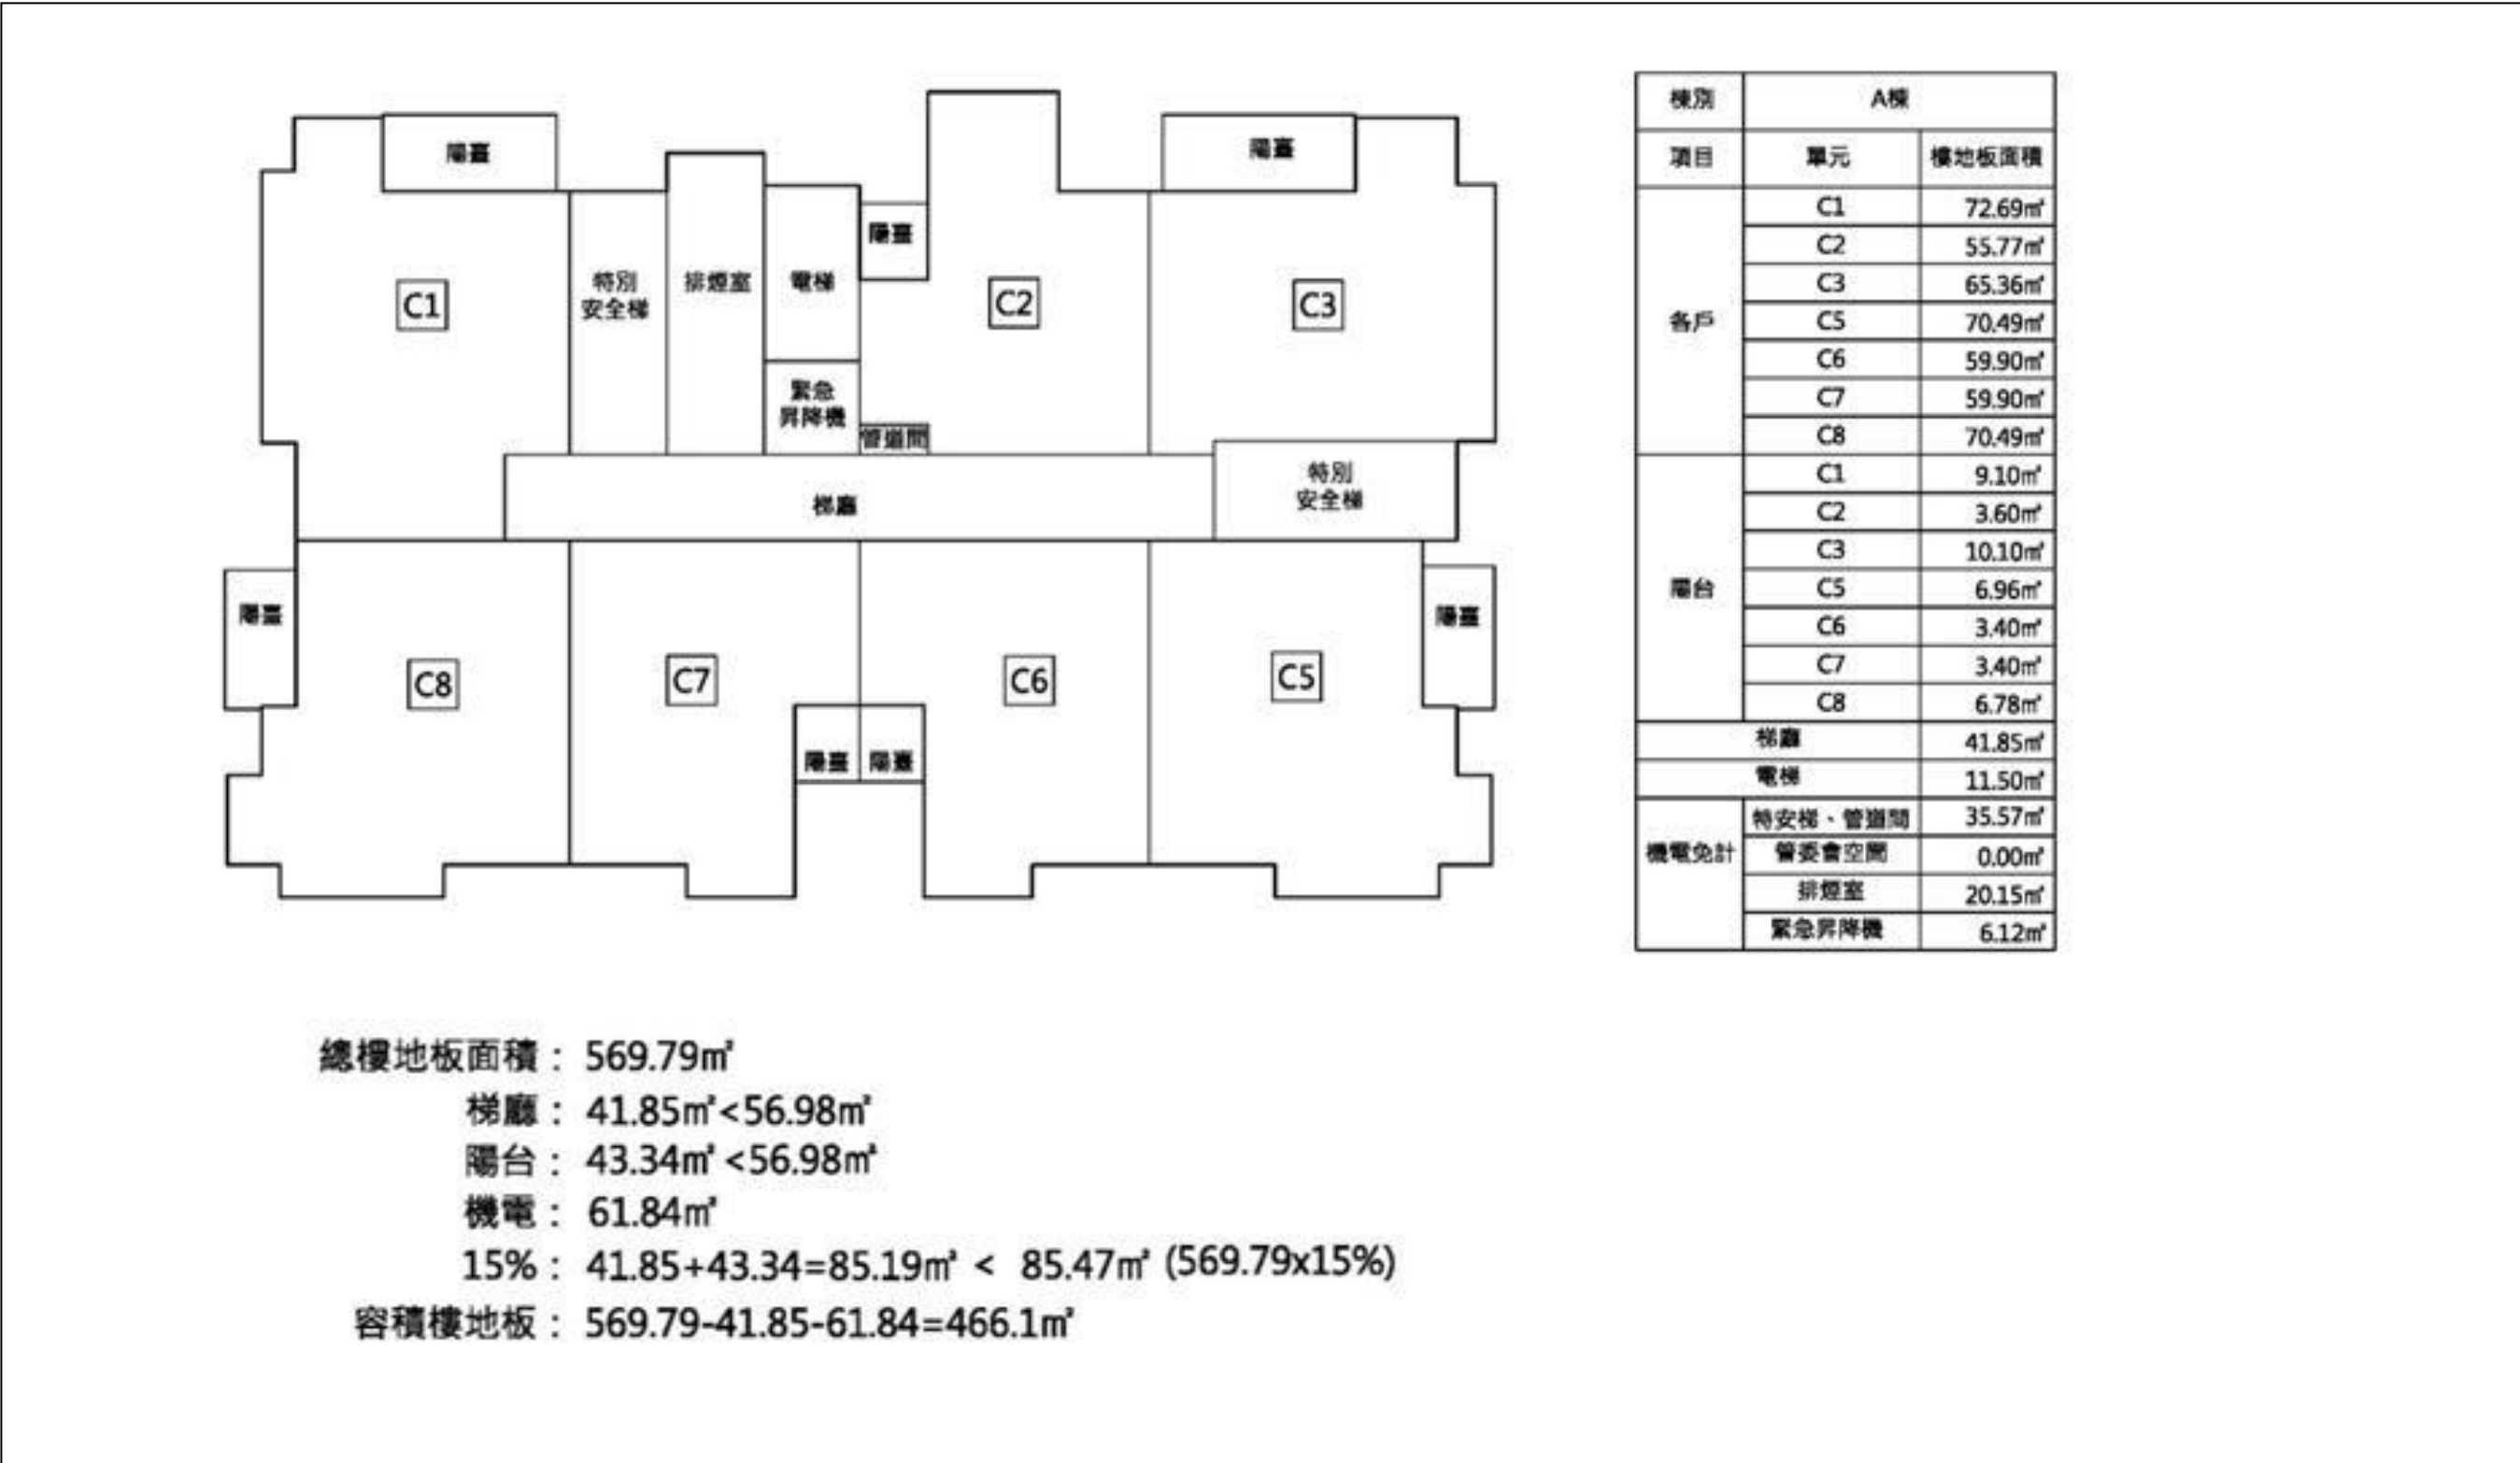 陽臺
陽臺
陽臺
C1
特別
安全梯
排煙室
電梯
C2
C3
緊急
昇降機
管道間
梯廳
特別
安全梯
陽臺
陽臺
C8
C7
C6
C5
陽臺
陽臺
棟別 A棟
項目 單元 樓地板面積
各戶
C1 72.69㎡
C2 55.77㎡
C3 65.36㎡
C5 70.49㎡
C6 59.90㎡
C7 59.90㎡
C8 70.49㎡
陽台
C1 9.10㎡
C2 3.60㎡
C3 10.10㎡
C5 6.96㎡
C6 3.40㎡
C7 3.40㎡
C8 6.78㎡
梯廳 41.85㎡
電梯 11.50㎡
機電免計
特安梯、管道間 35.57㎡
管委會空間 0.00㎡
排煙室 20.15㎡
緊急昇降機 6.12㎡
總樓地板面積：569.79㎡
梯廳：41.85㎡<56.98㎡
陽台：43.34㎡<56.98㎡
機電：61.84㎡
15%：41.85+43.34=85.19㎡ < 85.47㎡ (569.79x15%)
容積樓地板：569.79-41.85-61.84=466.1㎡